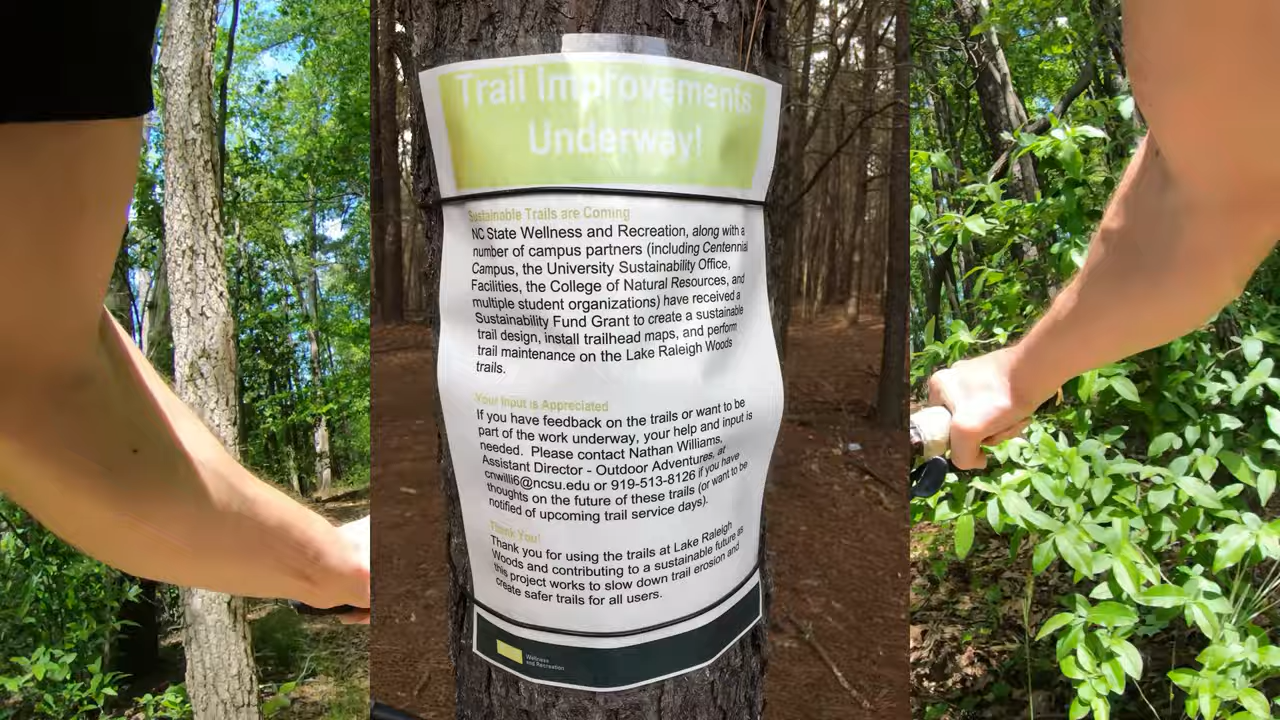 Trail Improvements
Underway!
Sustainable Trails are Coming
NC State Wellness and Recreation, along with a
number of campus partners (including Centennial
Campus, the University Sustainability Office,
Facilities, the College of Natural Resources, and
multiple student organizations) have received a
Sustainability Fund Grant to create a sustainable
trail design, install trailhead maps, and perform
trail maintenance on the Lake Raleigh Woods
trails.
Your Input is Appreciated
If you have feedback on the trails or want to be
part of the work underway, your help and input is
needed. Please contact Nathan Williams,
Assistant Director - Outdoor Adventures, at
cnwilli6@ncsu.edu or 919-513-8126 if you have
thoughts on the future of these trails (or want to be
notified of upcoming trail service days).
Thank You!
Thank you for using the trails at Lake Raleigh
Woods and contributing to a sustainable future as
this project works to slow down trail erosion and
create safer trails for all users.
Wellness
and Recreation